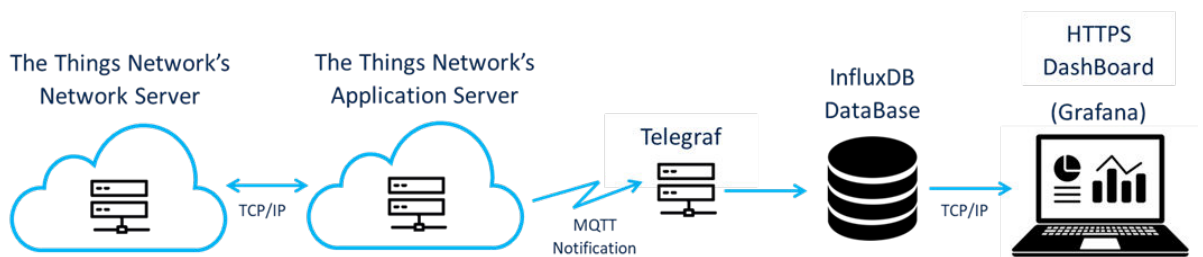 The Things Network's
Network Server
The Things Network's
Application Server
TCP/IP
MQTT
Notification
Telegraf
InfluxDB
DataBase
TCP/IP
HTTPS
DashBoard
(Grafana)